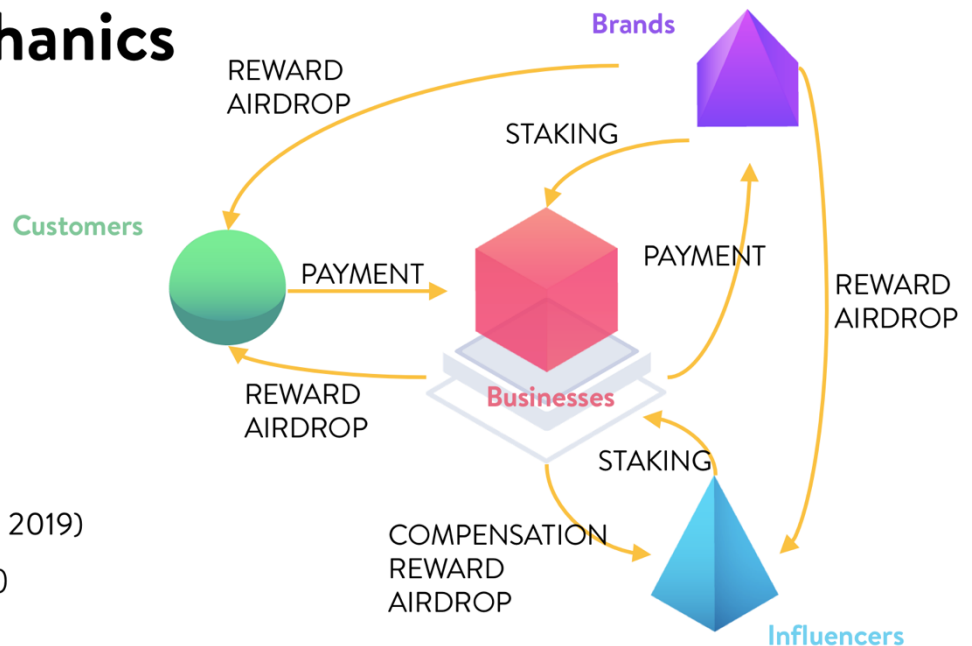 hanics
Brands
REWARD
AIRDROP
STAKING
Customers
PAYMENT
PAYMENT
REWARD
AIRDROP
REWARD
AIRDROP
Businesses
STAKING
2019)
COMPENSATION
REWARD
AIRDROP
Influencers